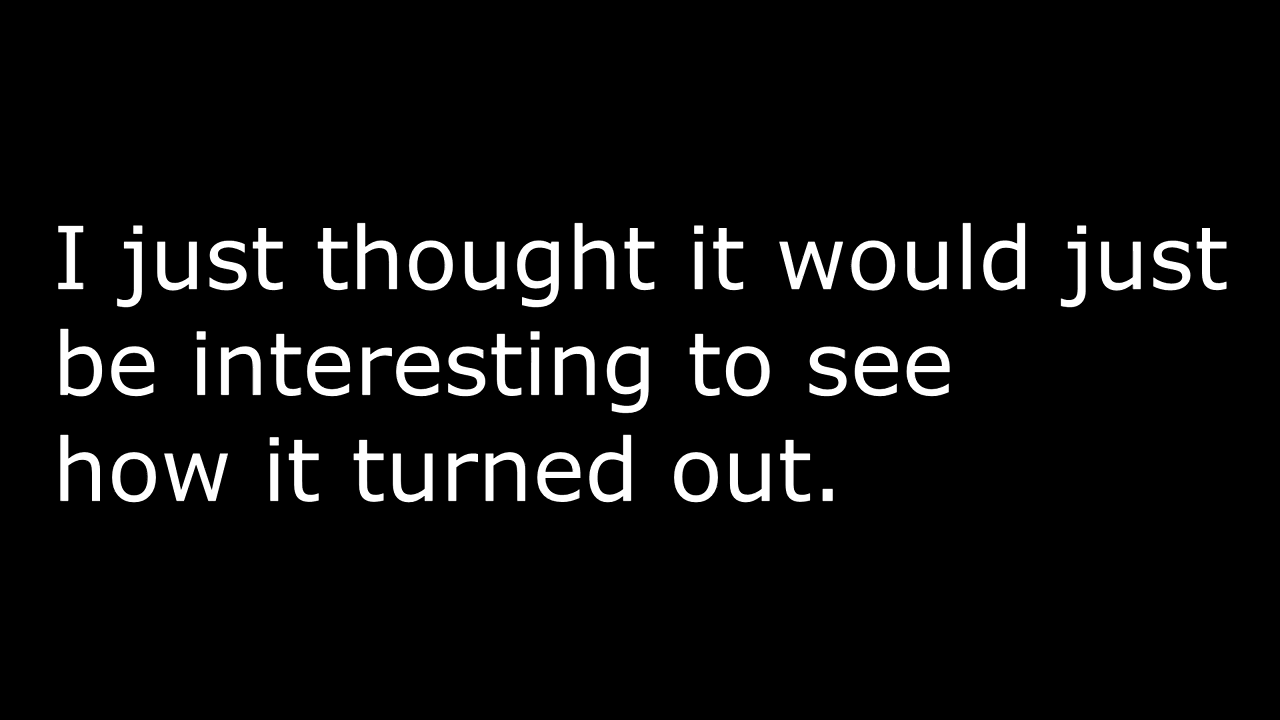 I just thought it would just
be interesting to see
how it turned out.